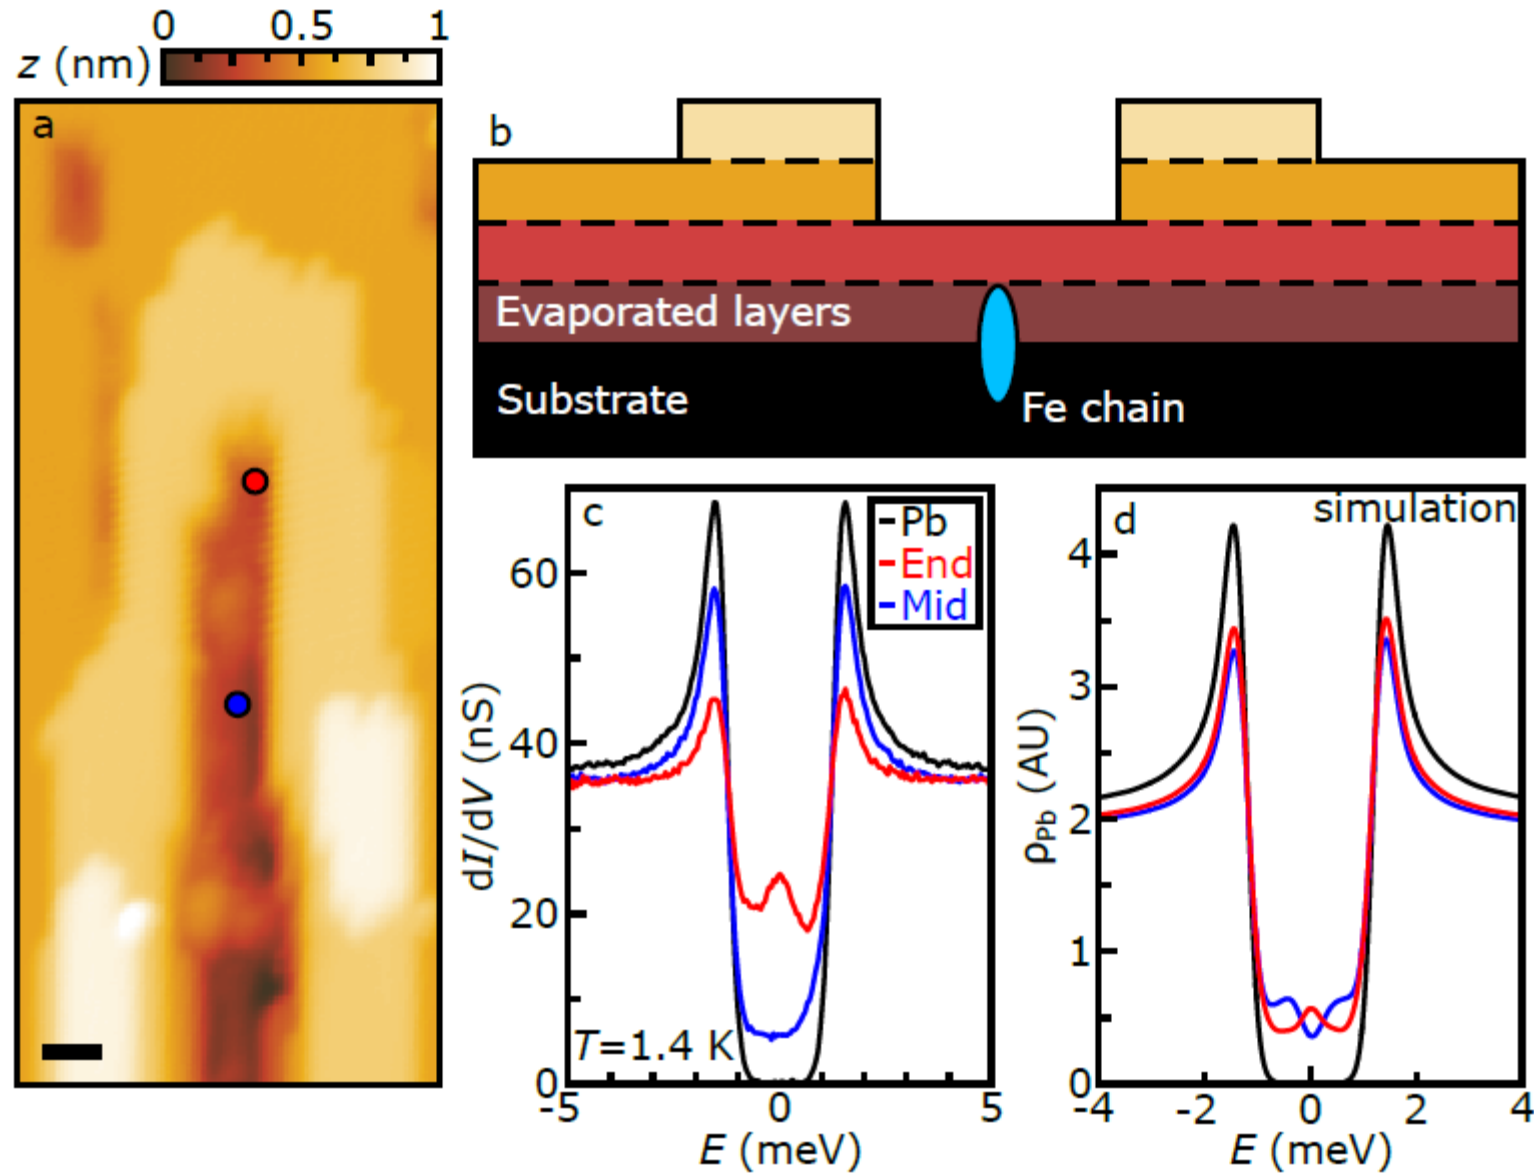 0 0.5 1
z (nm)
a
b
Evaporated layers
Substrate
Fe chain
c
Pb
End
Mid
60
40
20
0
dI/dV (nS)
T=1.4 K
-5 0 5
E (meV)
d
simulation
4
3
2
1
0
ρPb (AU)
-4 -2 0 2 4
E (meV)